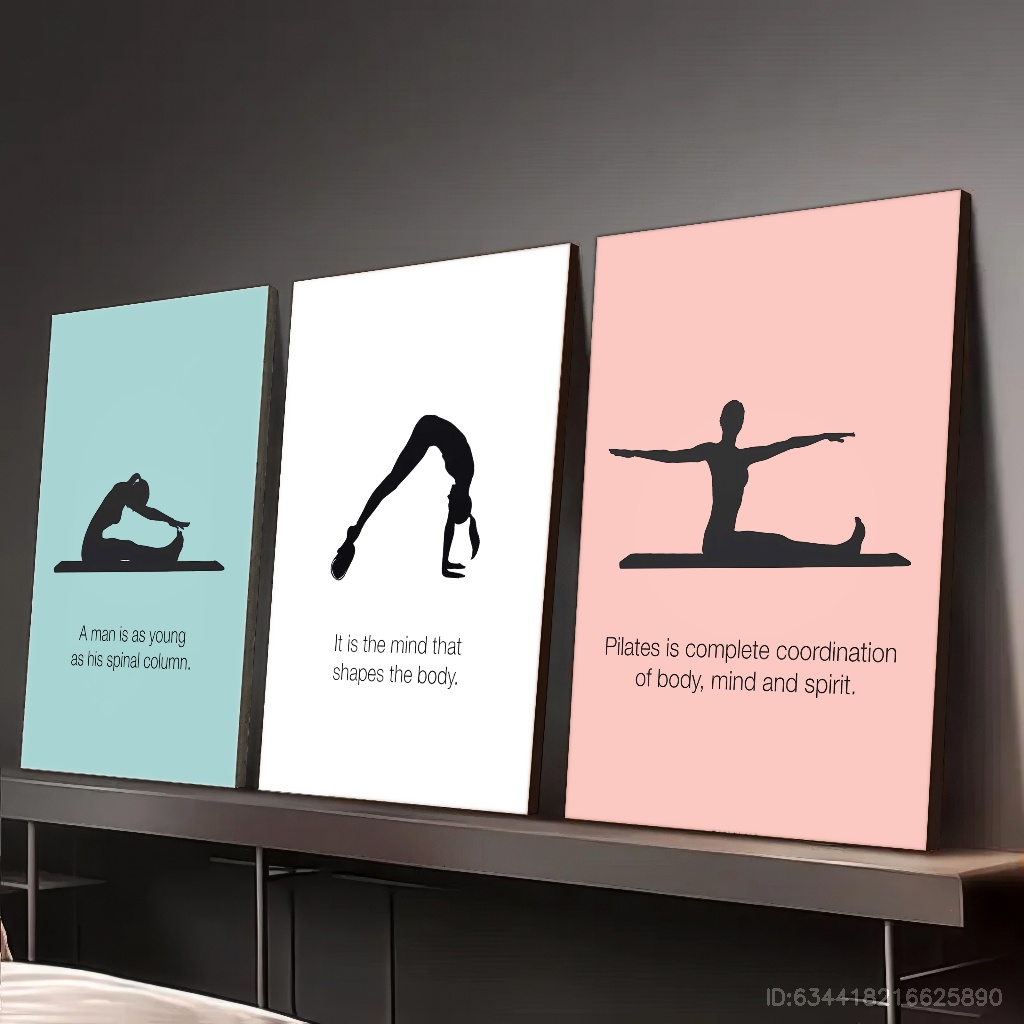 A man is as young
as his spinal column.
It is the mind that
shapes the body.
Pilates is complete coordination
of body, mind and spirit.
ID:634418216625890